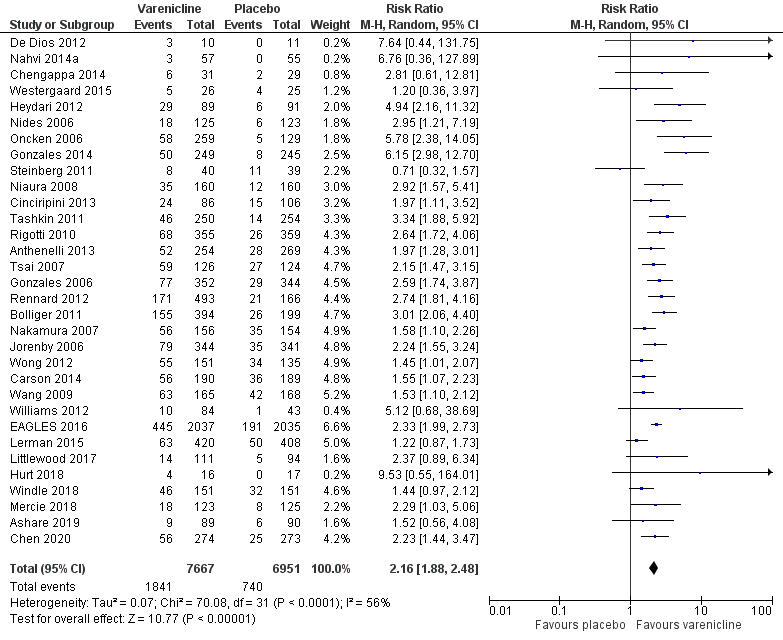 Varenicline Placebo Risk Ratio Risk Ratio
Study or Subgroup Events Total Events Total Weight M-H, Random, 95% CI M-H, Random, 95% CI
De Dios 2012 3 10 0 11 0.2% 7.64 [0.44, 131.75]
Nahvi 2014a 3 57 0 55 0.2% 6.76 [0.36, 127.89]
Chengappa 2014 6 31 2 29 0.8% 2.81 [0.61, 12.81]
Westergaard 2015 5 26 4 25 1.2% 1.20 [0.36, 3.97]
Heydari 2012 29 89 6 91 2.2% 4.94 [2.16, 11.32]
Nides 2006 18 125 6 123 2.0% 2.95 [1.21, 7.19]
Oncken 2006 58 259 5 129 2.0% 5.78 [2.38, 14.05]
Gonzales 2014 50 249 8 245 2.6% 6.15 [2.98, 12.70]
Steinberg 2011 8 40 11 39 2.3% 0.71 [0.32, 1.57]
Niaura 2008 35 160 12 160 3.1% 2.92 [1.57, 5.41]
Cinciripini 2013 24 86 15 106 3.3% 1.97 [1.11, 3.52]
Tashkin 2011 46 250 14 254 3.3% 3.34 [1.88, 5.92]
Rigotti 2010 68 355 26 359 4.2% 2.64 [1.72, 4.06]
Anthenelli 2013 52 254 28 269 4.3% 1.97 [1.28, 3.01]
Tsai 2007 59 126 27 124 4.6% 2.15 [1.47, 3.15]
Gonzales 2006 77 352 29 344 4.5% 2.59 [1.74, 3.87]
Rennard 2012 171 493 21 166 4.4% 2.74 [1.81, 4.16]
Bolliger 2011 155 394 26 199 4.6% 3.01 [2.06, 4.40]
Nakamura 2007 56 156 35 154 4.7% 1.58 [1.10, 2.26]
Jorenby 2006 79 344 35 341 4.7% 2.24 [1.55, 3.24]
Wong 2012 55 151 34 135 4.8% 1.45 [1.01, 2.07]
Carson 2014 56 190 36 189 4.7% 1.55 [1.07, 2.23]
Wang 2009 63 165 42 168 5.0% 1.53 [1.10, 2.12]
Williams 2012 10 84 1 43 0.4% 5.12 [0.68, 38.69]
EAGLES 2016 445 2037 191 2035 6.6% 2.33 [1.99, 2.73]
Lerman 2015 63 420 50 408 4.9% 1.22 [0.87, 1.73]
Littlewood 2017 14 111 5 94 1.7% 2.37 [0.89, 6.34]
Hurt 2018 4 16 0 17 0.2% 9.53 [0.55, 164.01]
Windle 2018 46 151 32 151 4.5% 1.44 [0.97, 2.12]
Mercie 2018 18 123 8 125 2.3% 2.29 [1.03, 5.06]
Ashare 2019 9 89 6 90 1.6% 1.52 [0.56, 4.08]
Chen 2020 56 274 25 273 4.2% 2.23 [1.44, 3.47]
Total (95% CI) 7667 6951 100.0% 2.16 [1.88, 2.48]
Total events 1841 740
Heterogeneity: Tau² = 0.07; Chi² = 70.08, df = 31 (P < 0.0001); I² = 56%
Test for overall effect: Z = 10.77 (P < 0.00001)
0.01 0.1 1 10 100
Favours placebo Favours varenicline